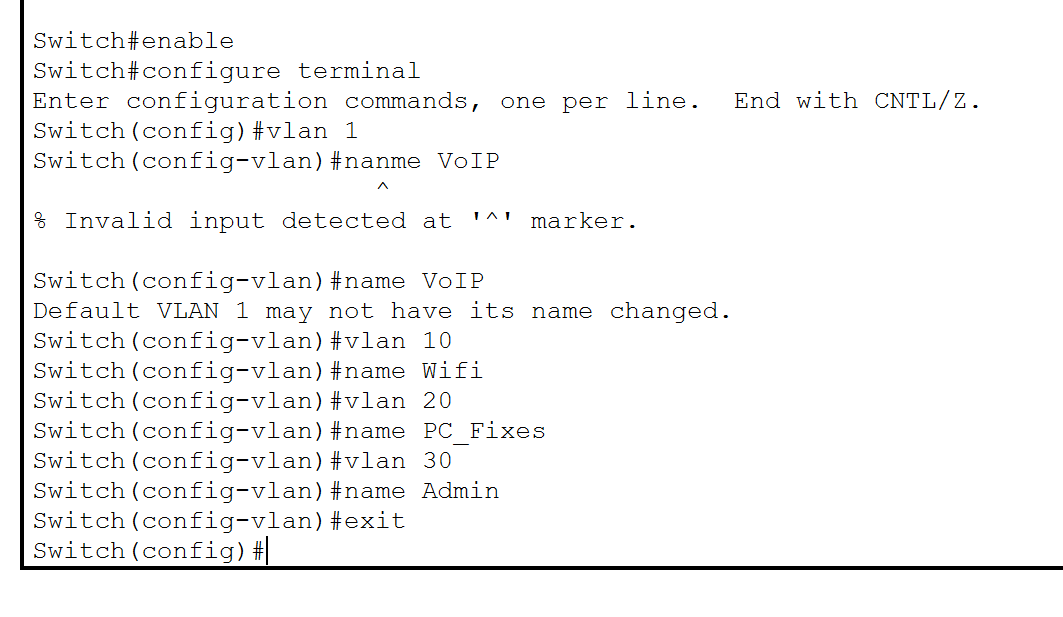 Switch#enable
Switch#configure terminal
Enter configuration commands, one per line.  End with CNTL/Z.
Switch(config)#vlan 1
Switch(config-vlan)#nanme VoIP
^
% Invalid input detected at '^' marker.
Switch(config-vlan)#name VoIP
Default VLAN 1 may not have its name changed.
Switch(config-vlan)#vlan 10
Switch(config-vlan)#name Wifi
Switch(config-vlan)#vlan 20
Switch(config-vlan)#name PC_Fixes
Switch(config-vlan)#vlan 30
Switch(config-vlan)#name Admin
Switch(config-vlan)#exit
Switch(config)#